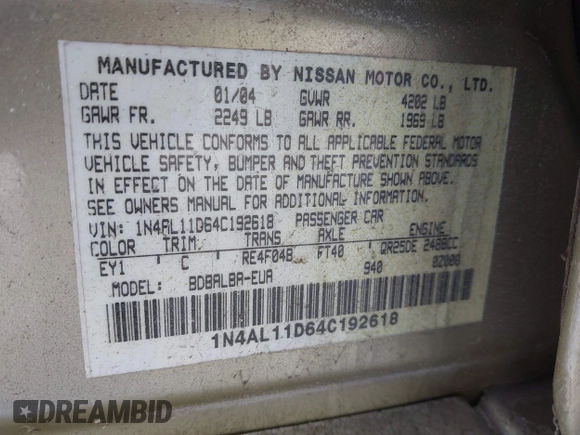 MANUFACTURED BY NISSAN MOTOR CO., LTD.
DATE 01/04 GVWR 4202 LB
GAWR FR. 2249 LB GAWR RR. 1969 LB
THIS VEHICLE CONFORMS TO ALL APPLICABLE FEDERAL MOTOR
VEHICLE SAFETY, BUMPER AND THEFT PREVENTION STANDARDS
IN EFFECT ON THE DATE OF MANUFACTURE SHOWN ABOVE.
SEE OWNERS MANUAL FOR ADDITIONAL INFORMATION.
VIN: 1N4AL11D64C192618 PASSENGER CAR
COLOR TRIM TRANS AXLE ENGINE
EY1 C RE4F04B FT40 QR25DE 2488CC
MODEL: BDBALBA-EUA 940 02000
1N4AL11D64C192618
DREAMBID